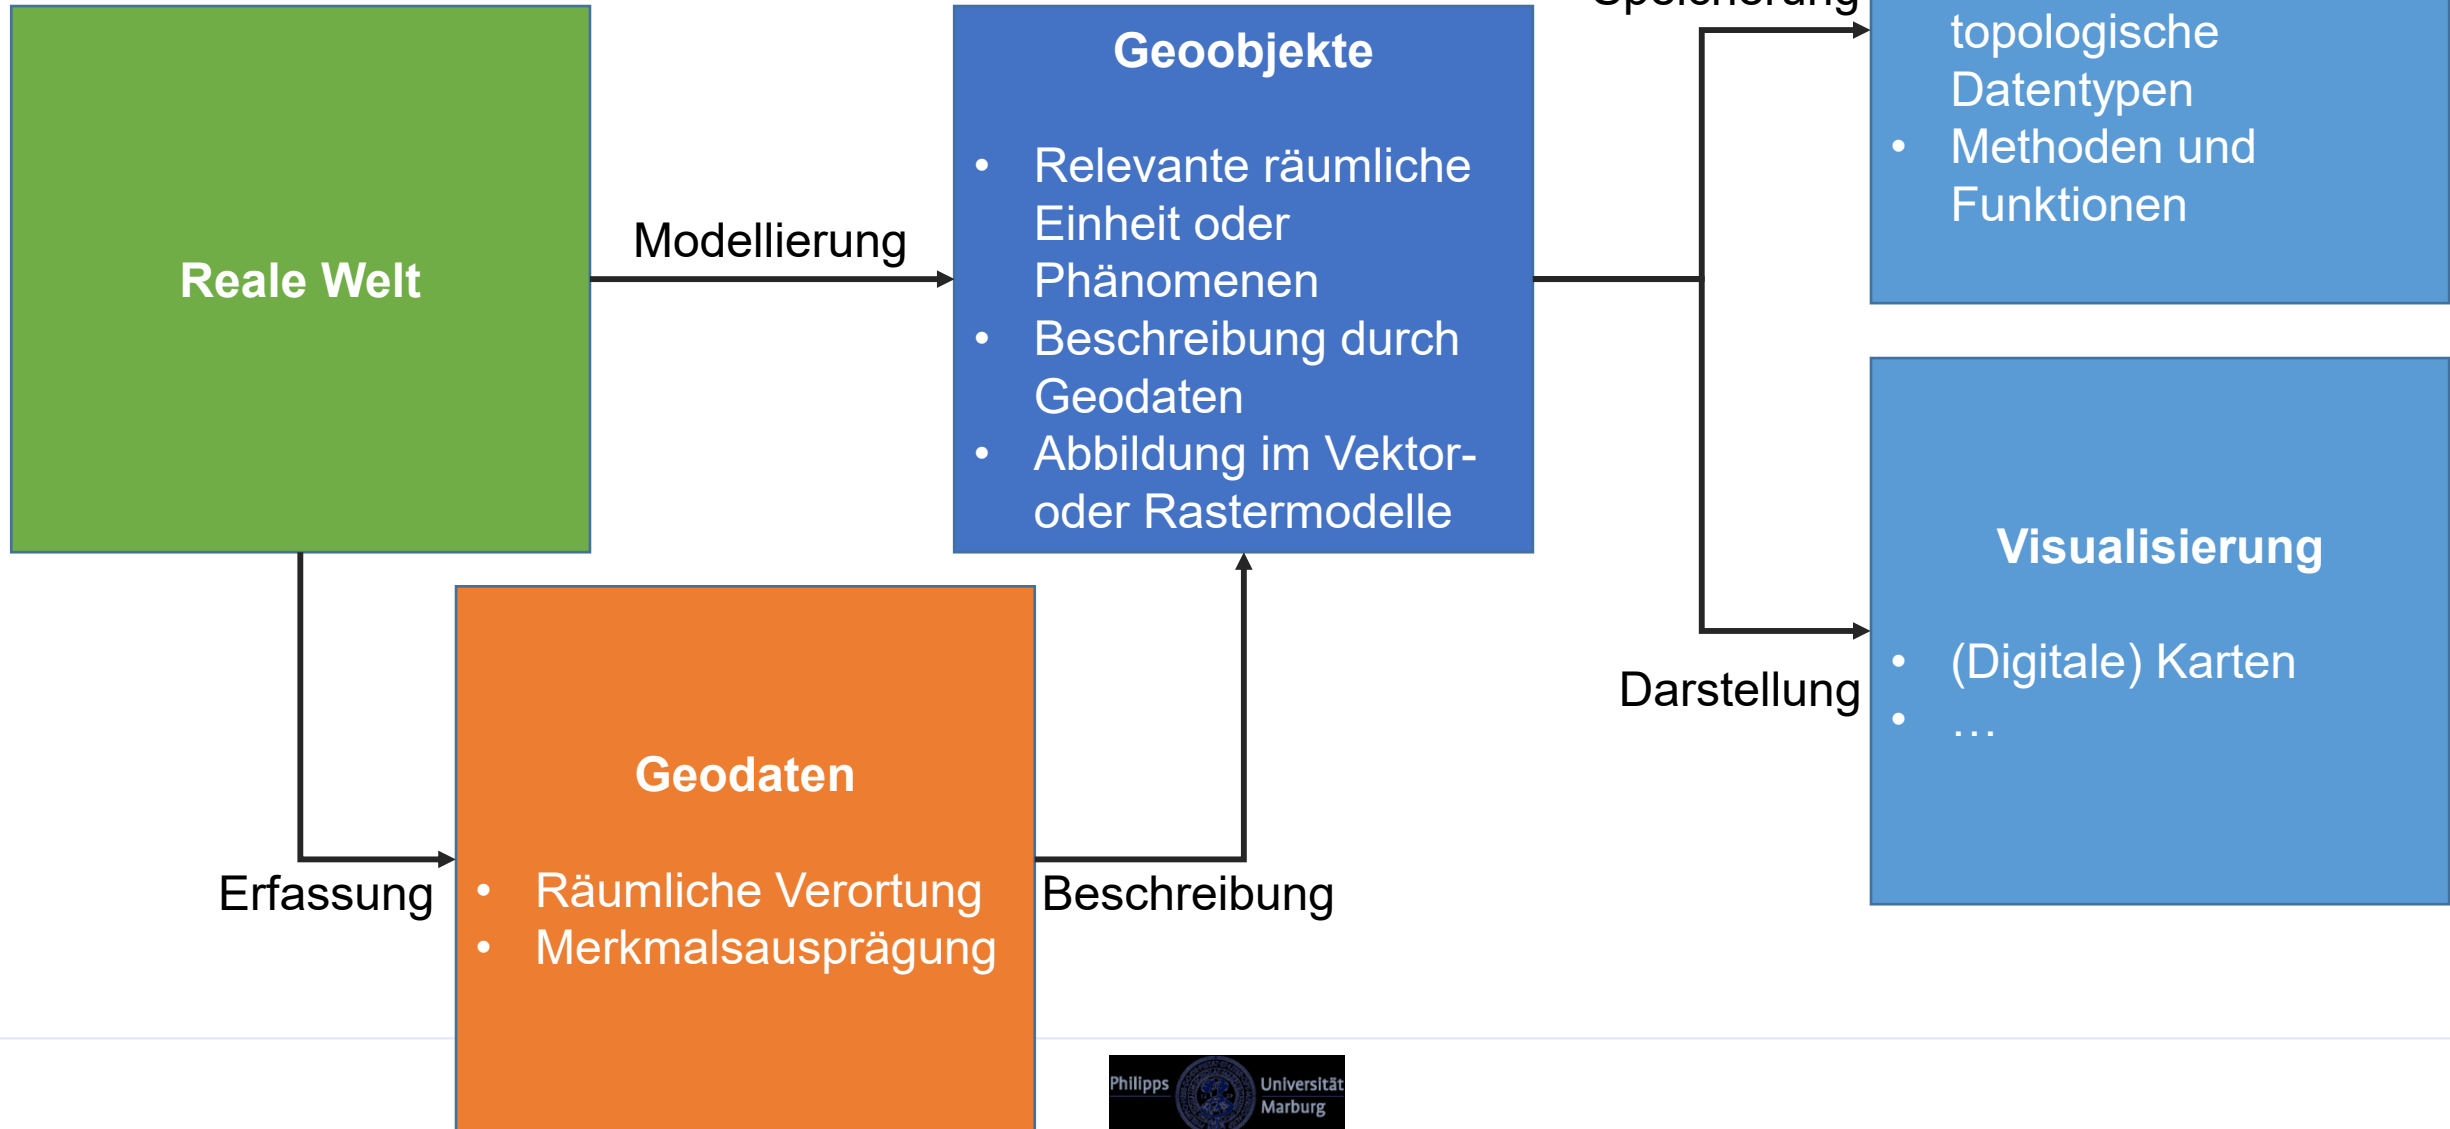 Speicherung
topologische
Datentypen
• Methoden und
Funktionen
Geoobjekte
• Relevante räumliche
Einheit oder
Phänomenen
• Beschreibung durch
Geodaten
• Abbildung im Vektor-
oder Rastermodelle
Modellierung
Reale Welt
Visualisierung
• (Digitale) Karten
• …
Darstellung
Geodaten
• Räumliche Verortung
• Merkmalsausprägung
Erfassung
Beschreibung
Philipps
Universität
Marburg